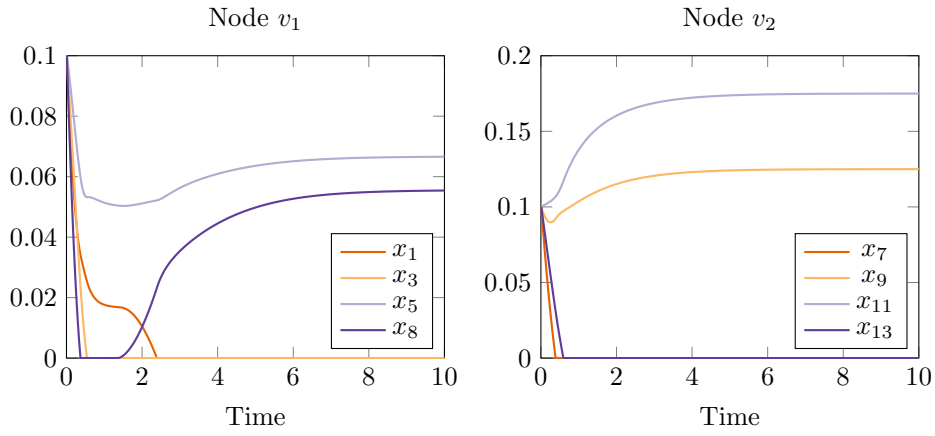 Node v₁
0.1
0.08
0.06
0.04
0.02
0
0 2 4 6 8 10
Time
x₁
x₃
x₅
x₈
Node v₂
0.2
0.15
0.1
0.05
0
0 2 4 6 8 10
Time
x₇
x₉
x₁₁
x₁₃